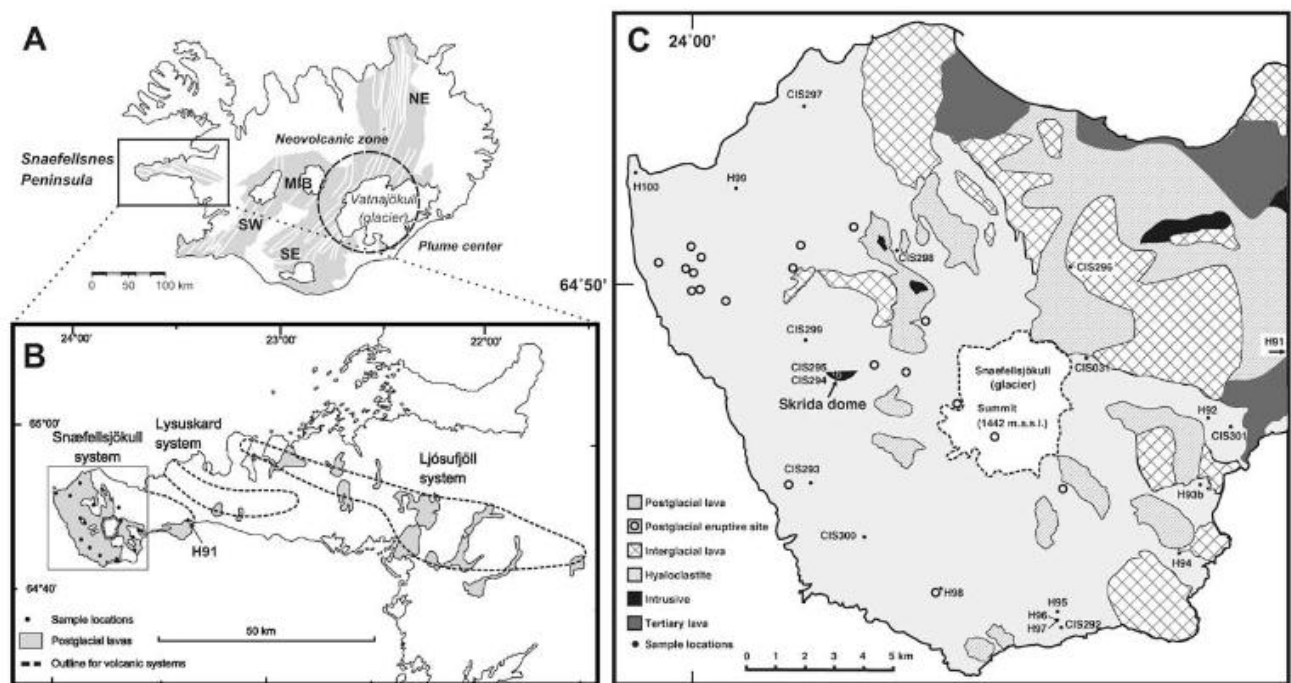 A
NE
Neovolcanic zone
Snaefellsnes
Peninsula
MIB
Vatnajökull
(glacier)
SW
SE
Plume center
0 50 100 km
B
24°00'
23°00'
22°00'
65°00'
Lysuskard
system
Snæfellsjökull
system
Ljósufjöll
system
H91
64°40'
Sample locations
50 km
Postglacial lavas
Outline for volcanic systems
C
24°00'
CIS297
H100
H99
CIS298
CIS296
64°50'
CIS299
H91
CIS295
CIS294
Skrida dome
Snaefellsjökull
(glacier)
CIS031
Summit
(1442 m.a.s.l.)
H92
CIS301
CIS293
H93b
Postglacial lava
Postglacial eruptive site
Interglacial lava
Hyaloclastite
Intrusive
Tertiary lava
Sample locations
CIS300
H94
H98
H95
H96
H97
CIS292
0 1 2 3 4 5 km